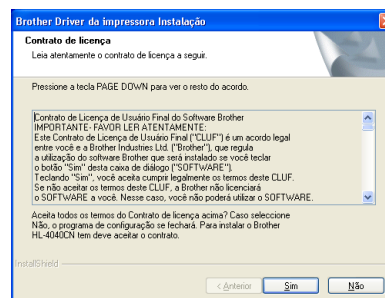 Brother Driver da impressora Instalação
Contrato de licença
Leia atentamente o contrato de licença a seguir.
Pressione a tecla PAGE DOWN para ver o resto do acordo.
Contrato de Licença de Usuário Final do Software Brother
IMPORTANTE- FAVOR LER ATENTAMENTE:
Este Contrato de Licença de Usuário Final ("CLUF") é um acordo legal
entre você e a Brother Industries Ltd. ("Brother"), que regula
a utilização do software Brother que será instalado se você teclar
o botão "Sim" desta caixa de diálogo ("SOFTWARE").
Teclando "Sim", você aceita cumprir legalmente os termos deste CLUF.
Se não aceitar os termos deste CLUF, a Brother não licenciará
o SOFTWARE a você. Nesse caso, você não poderá utilizar o SOFTWARE.
Aceita todos os termos do Contrato de licença acima? Caso seleccione
Não, o programa de configuração se fechará. Para instalar o Brother
HL-4040CN tem deve aceitar o contrato.
InstallShield
< Anterior Sim Não